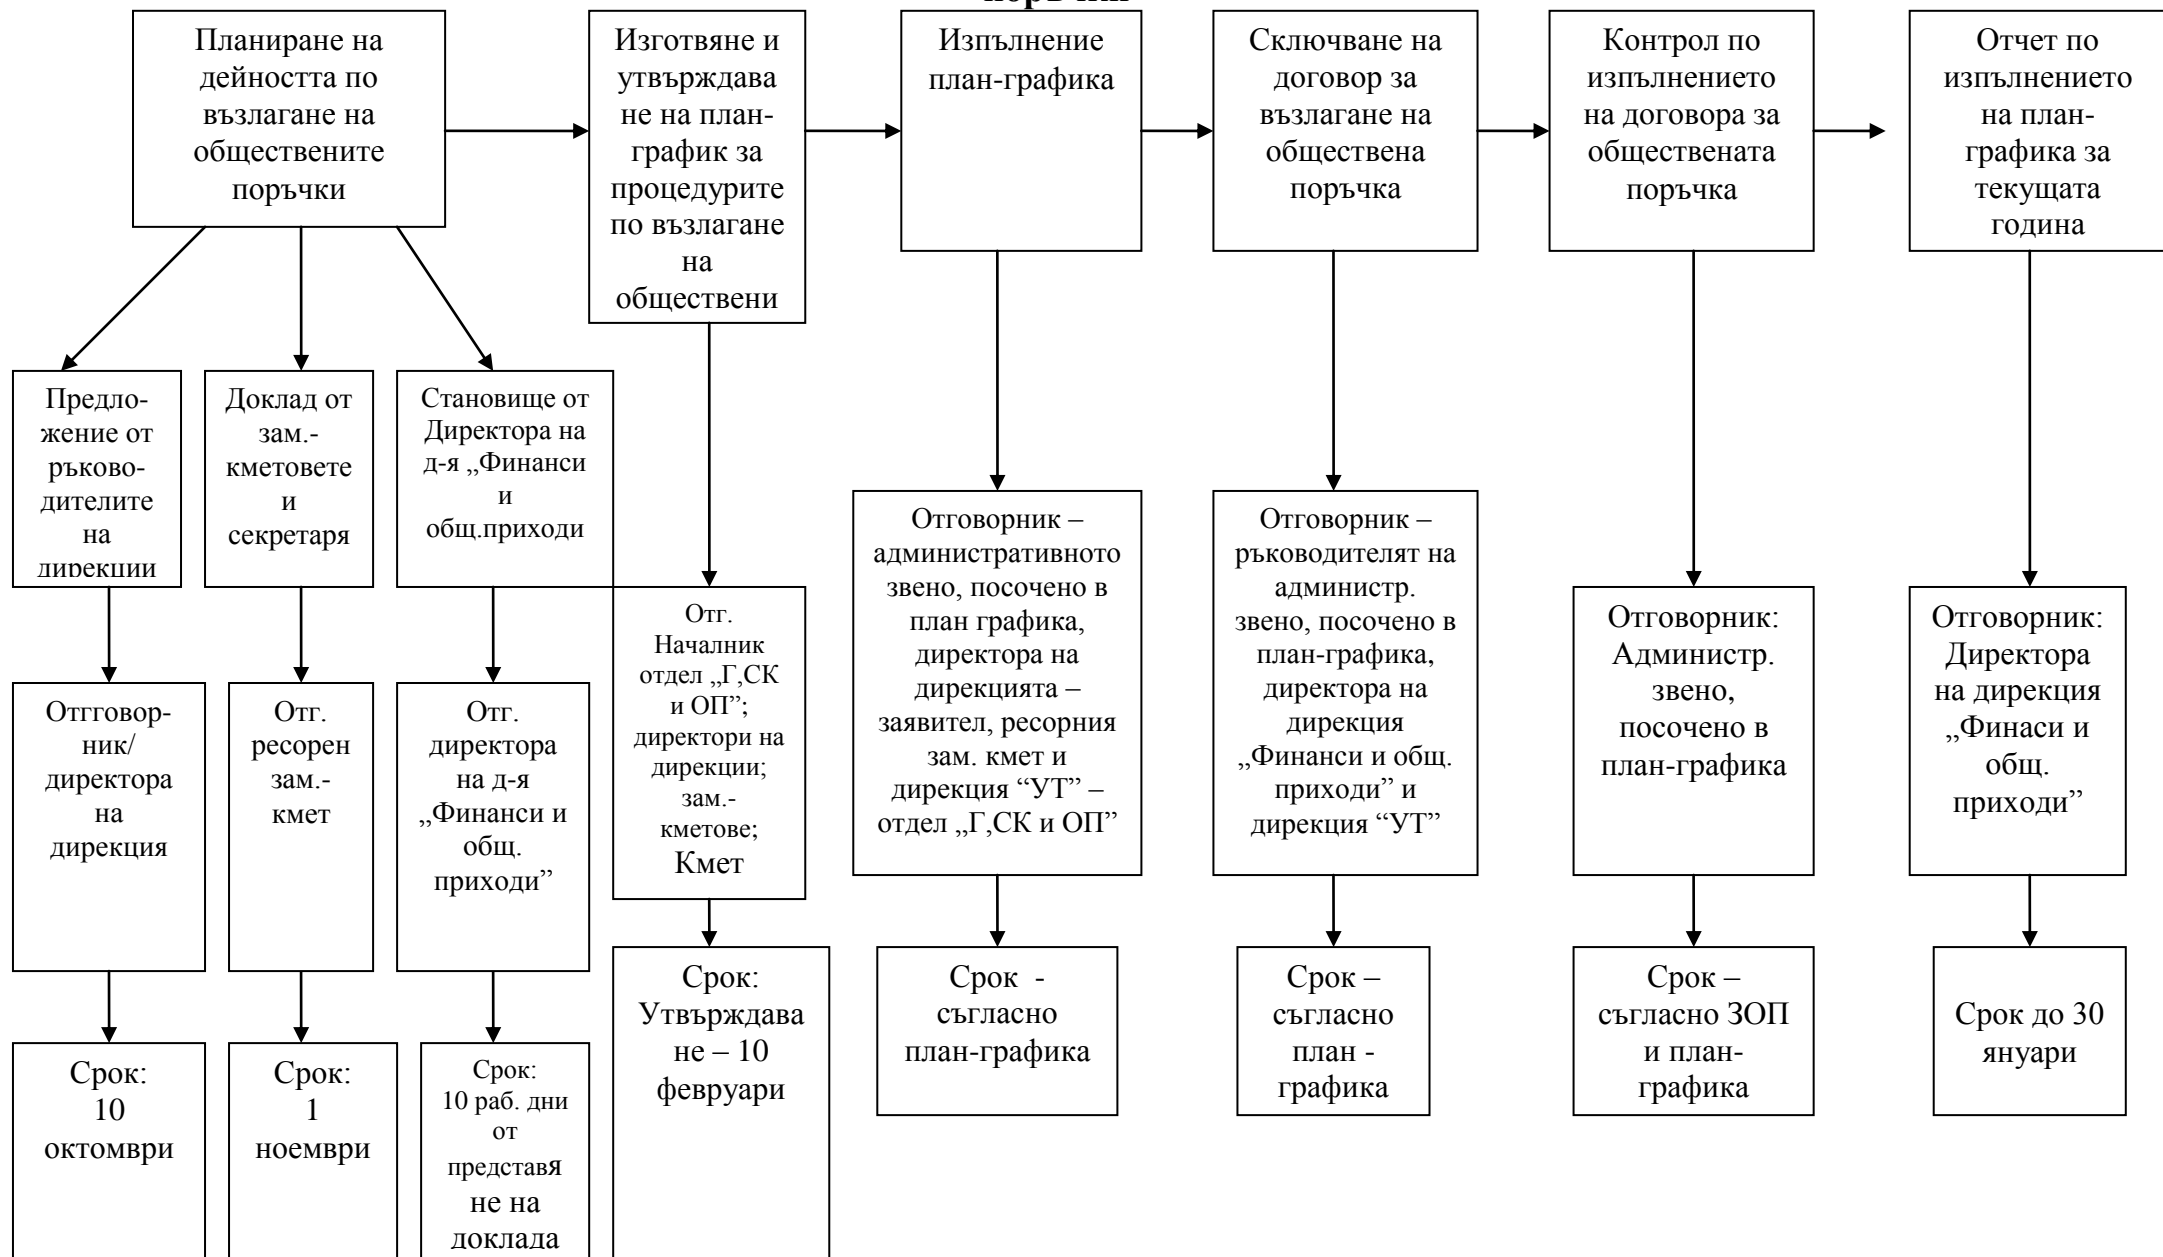 поръчки
Планиране на
дейността по
възлагане на
обществените
поръчки
Изготвяне и
утвърждава
не на план-
график за
процедурите
по възлагане
на
обществени
Изпълнение
план-графика
Сключване на
договор за
възлагане на
обществена
поръчка
Контрол по
изпълнението
на договора за
обществената
поръчка
Отчет по
изпълнението
на план-
графика за
текущата
година
Предло-
жение от
ръково-
дителите
на
дирекции
Доклад от
зам.-
кметовете
и
секретаря
Становище от
Директора на
д-я „Финанси
и
общ.приходи
Отговорник –
административното
звено, посочено в
план графика,
директора на
дирекцията –
заявител, ресорния
зам. кмет и
дирекция “УТ” –
отдел „Г,СК и ОП”
Отговорник –
ръководителят на
администр.
звено, посочено в
план-графика,
директора на
дирекция
„Финанси и общ.
приходи” и
дирекция “УТ”
Отг.
Началник
отдел „Г,СК
и ОП”;
директори на
дирекции;
зам.-
кметове;
Кмет
Отговорник:
Администр.
звено,
посочено в
план-графика
Отговорник:
Директора
на дирекция
„Финаси и
общ.
приходи”
Отгговор-
ник/
директора
на
дирекция
Отг.
ресорен
зам.-
кмет
Отг.
директора
на д-я
„Финанси и
общ.
приходи”
Срок:
Утвърждава
не – 10
февруари
Срок -
съгласно
план-графика
Срок –
съгласно
план -
графика
Срок –
съгласно ЗОП
и план-
графика
Срок до 30
януари
Срок:
10
октомври
Срок:
1
ноември
Срок:
10 раб. дни
от
представя
не на
доклада